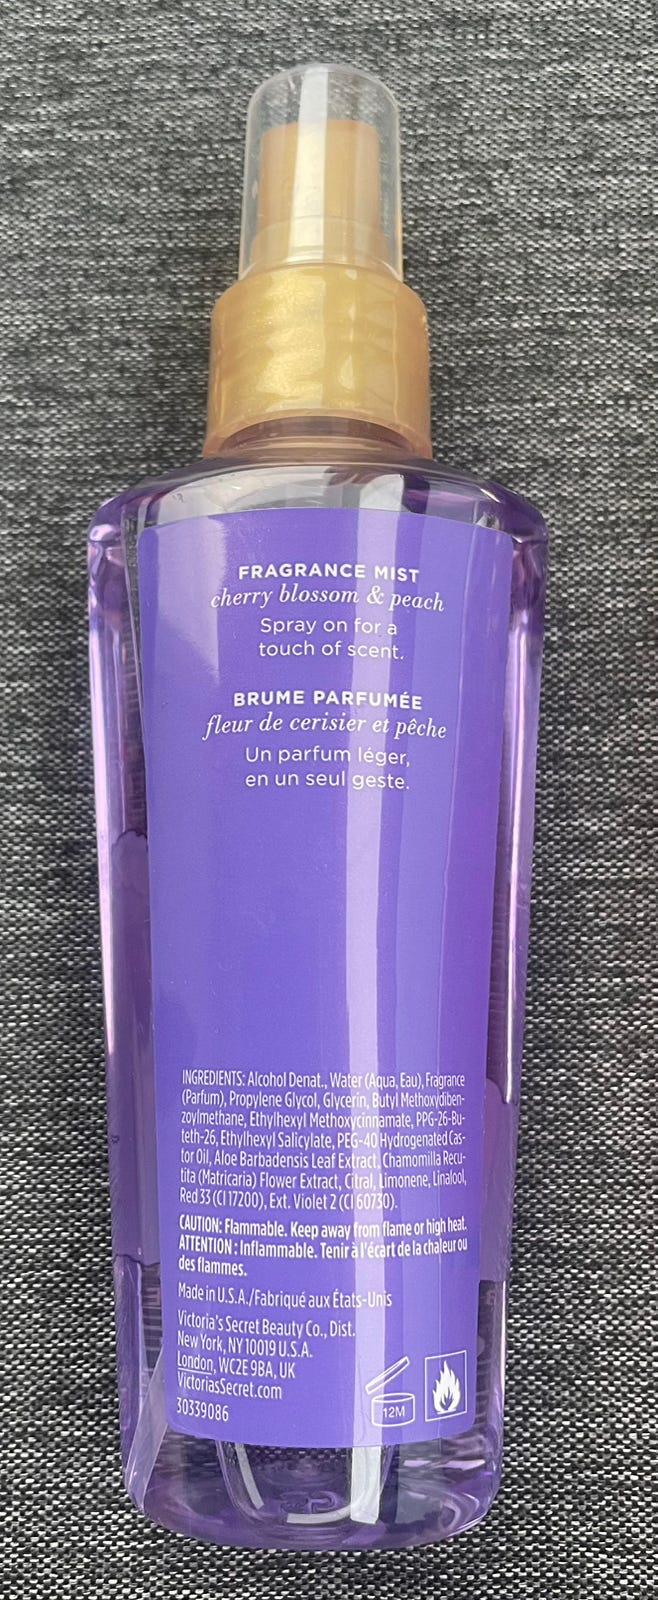 FRAGRANCE MIST
cherry blossom & peach
Spray on for a
touch of scent.
BRUME PARFUMÉE
fleur de cerisier et pêche
Un parfum léger,
en un seul geste.
INGREDIENTS: Alcohol Denat., Water (Aqua, Eau), Fragrance
(Parfum), Propylene Glycol, Glycerin, Butyl Methoxydiben-
zoylmethane, Ethylhexyl Methoxycinnamate, PPG-26-Bu-
teth-26, Ethylhexyl Salicylate, PEG-40 Hydrogenated Cas-
tor Oil, Aloe Barbadensis Leaf Extract, Chamomilla Recu-
tita (Matricaria) Flower Extract, Citral, Limonene, Linalool,
Red 33 (CI 17200), Ext. Violet 2 (CI 60730).
CAUTION: Flammable. Keep away from flame or high heat.
ATTENTION : Inflammable. Tenir à l'écart de la chaleur ou
des flammes.
Made in U.S.A./Fabriqué aux États-Unis
Victoria's Secret Beauty Co., Dist.
New York, NY 10019 U.S.A.
London, WC2E 9BA, UK
VictoriasSecret.com
30339086
12M